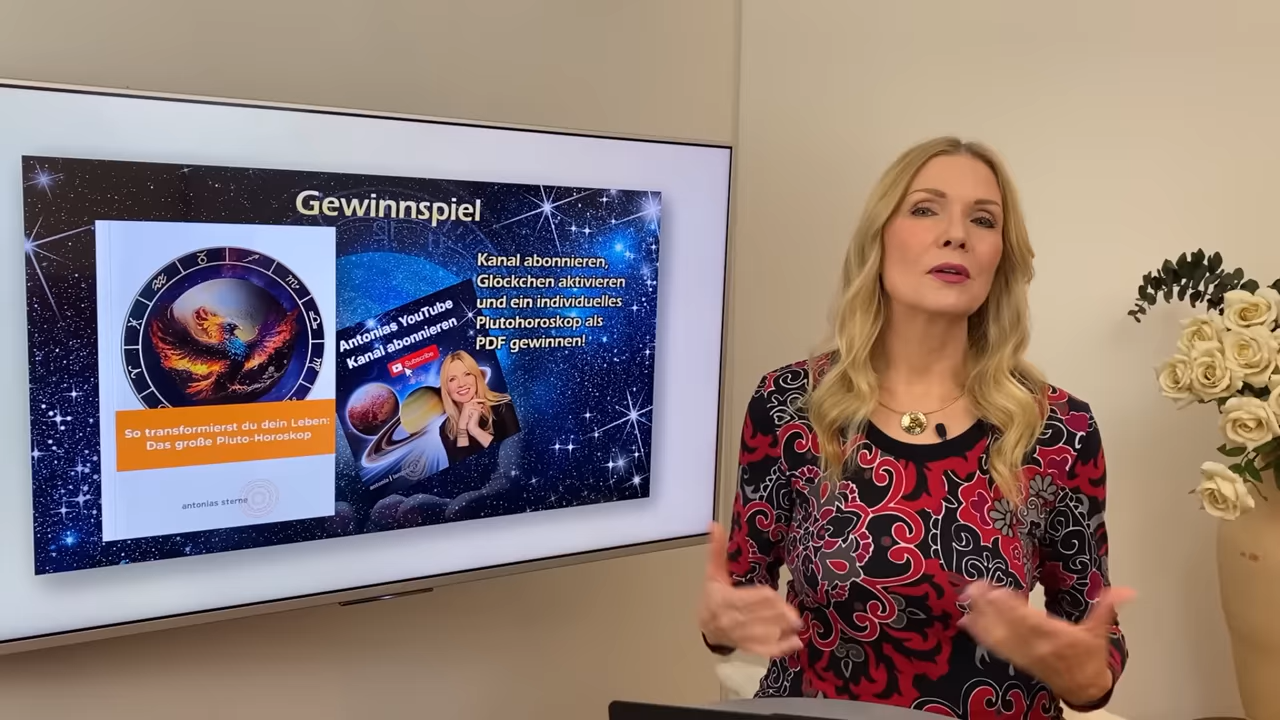 Gewinnspiel
So transformierst du dein Leben:
Das große Pluto-Horoskop
antonias sterne
Antonias YouTube
Kanal abonnieren
Subscribe
Kanal abonnieren,
Glöckchen aktivieren
und ein individuelles
Plutohoroskop als
PDF gewinnen!
antonia